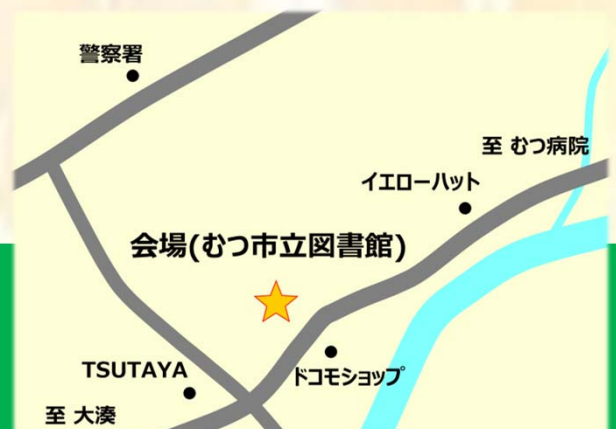 警察署
至 むつ病院
イエローハット
会場(むつ市立図書館)
TSUTAYA
ドコモショップ
至 大湊